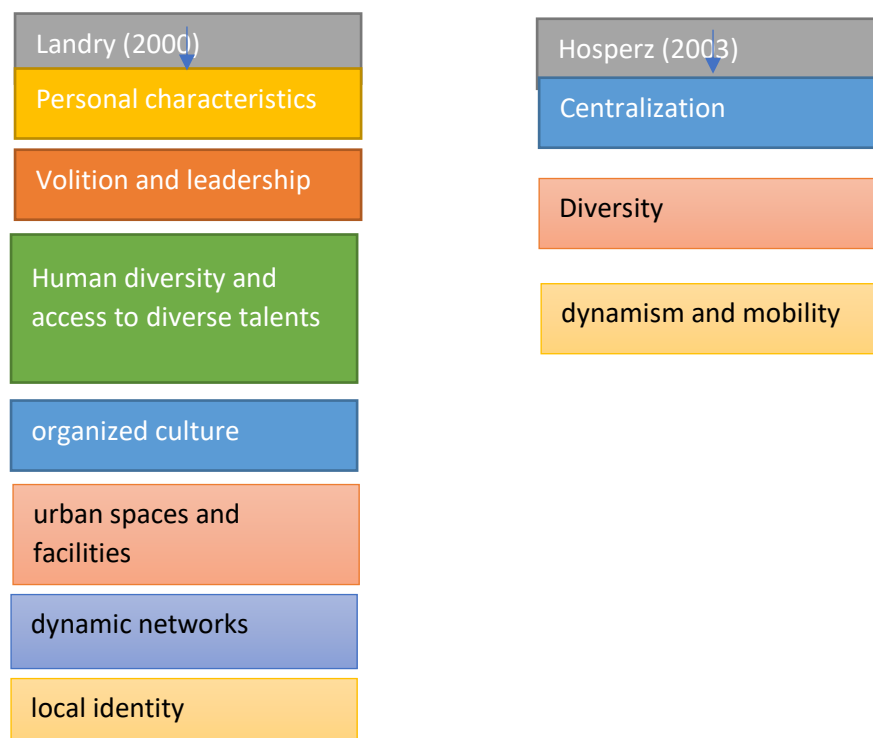 Landry (2000)
Personal characteristics
Volition and leadership
Human diversity and
access to diverse talents
organized culture
urban spaces and
facilities
dynamic networks
local identity
Hosperz (2003)
Centralization
Diversity
dynamism and mobility